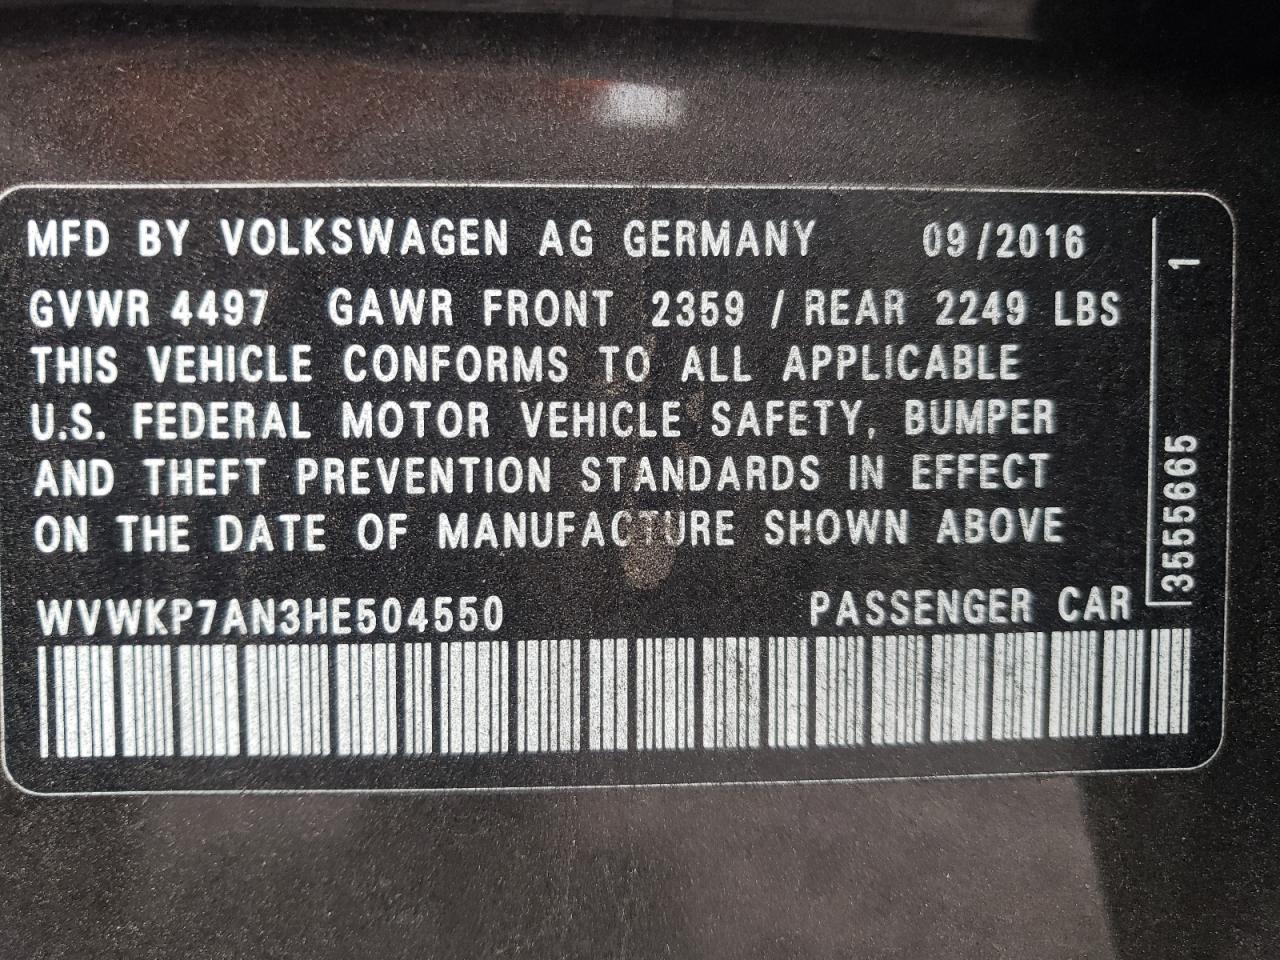 MFD BY VOLKSWAGEN AG GERMANY 09/2016
GVWR 4497 GAWR FRONT 2359 / REAR 2249 LBS
THIS VEHICLE CONFORMS TO ALL APPLICABLE
U.S. FEDERAL MOTOR VEHICLE SAFETY, BUMPER
AND THEFT PREVENTION STANDARDS IN EFFECT
ON THE DATE OF MANUFACTURE SHOWN ABOVE
WVWKP7AN3HE504550 PASSENGER CAR
3555665 1